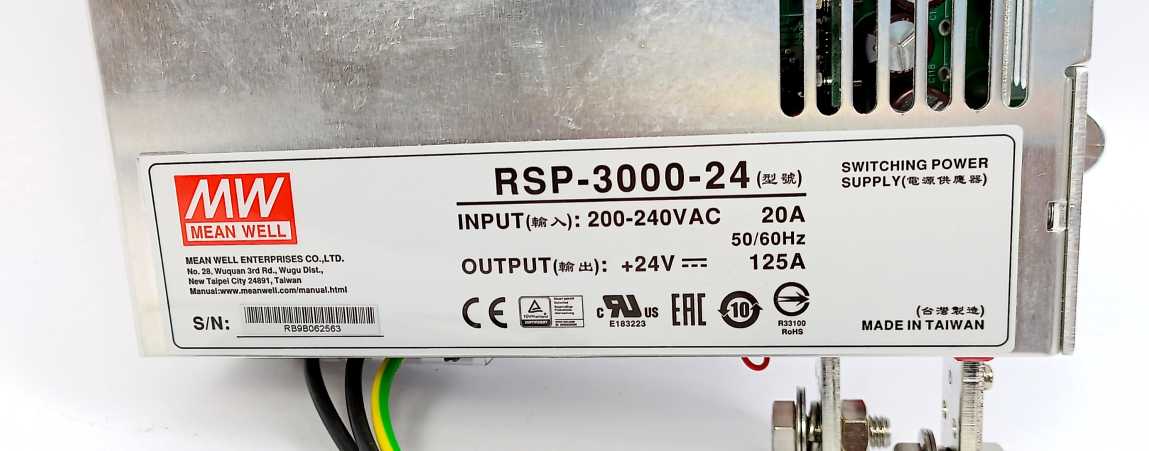 MW
MEAN WELL
MEAN WELL ENTERPRISES CO.,LTD.
No. 28, Wuquan 3rd Rd., Wugu Dist.,
New Taipei City 24891, Taiwan
Manual:www.meanwell.com/manual.html
S/N:
RB9B062563
RSP-3000-24(型號)
INPUT(輸入): 200-240VAC 20A
50/60Hz
OUTPUT(輸出): +24V 125A
CE
c RU US
E183223
EAC
10
R33100
RoHS
SWITCHING POWER
SUPPLY(電源供應器)
(台灣製造)
MADE IN TAIWAN